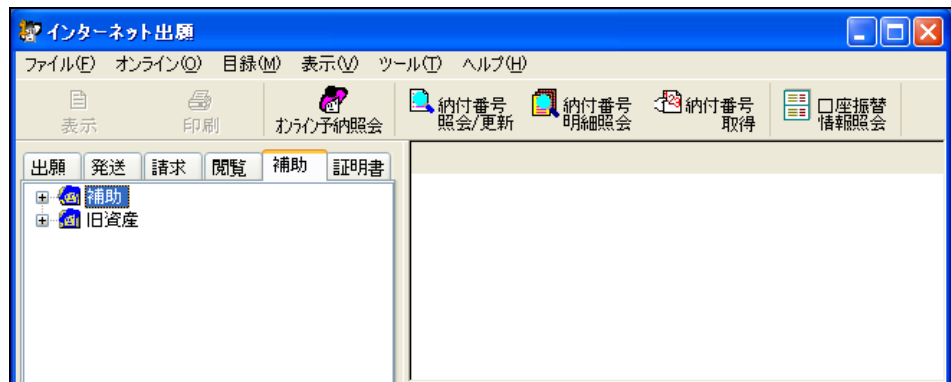 インターネット出願
ファイル(F) オンライン(O) 目録(M) 表示(V) ツール(T) ヘルプ(H)
表示
印刷
オンライン予納照会
納付番号
照会/更新
納付番号
明細照会
納付番号
取得
口座振替
情報照会
出願 発送 請求 閲覧 補助 証明書
補助
旧資産